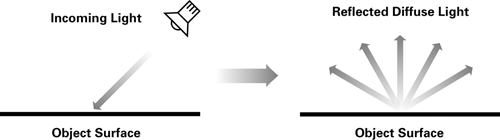 Incoming Light
Object Surface
Reflected Diffuse Light
Object Surface